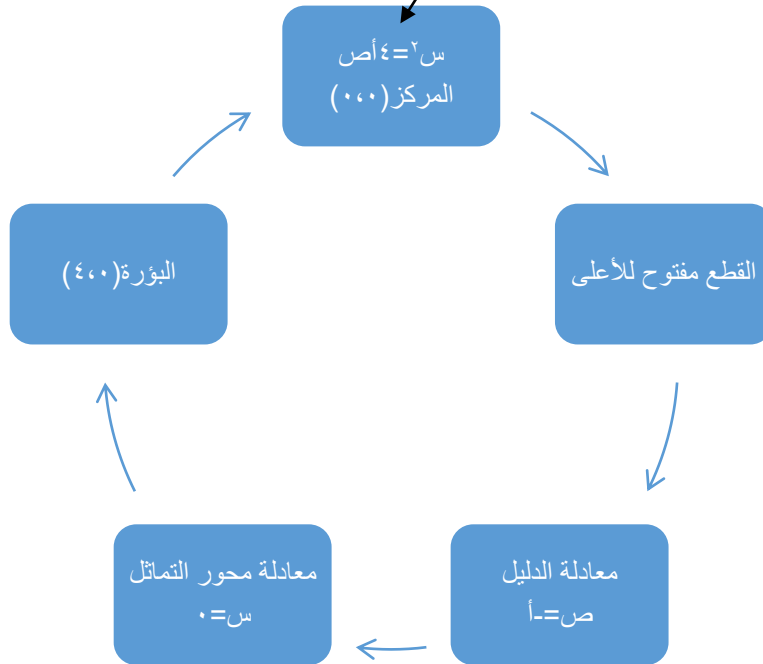 س٢=٤أص
المركز(٠،٠)
القطع مفتوح للأعلى
معادلة الدليل
ص=-أ
معادلة محور التماثل
س=٠
البؤرة(٤،٠)